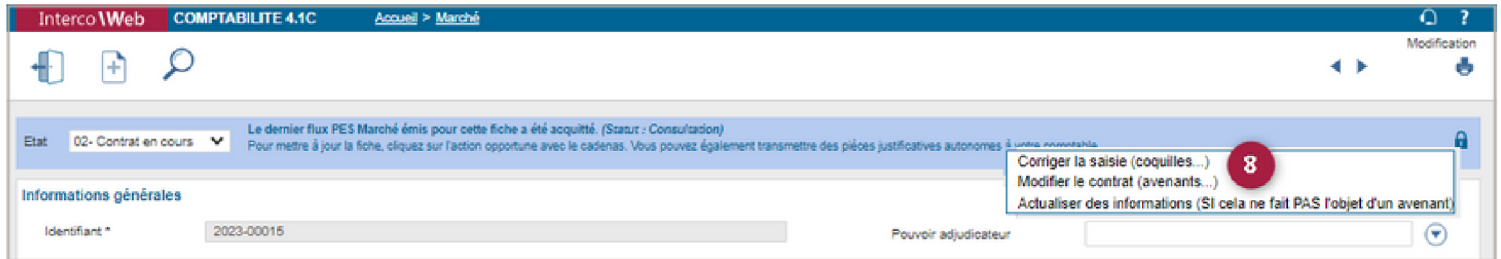 Interco\Web COMPTABILITE 4.1C Accueil > Marché ?
Modification
Etat 02- Contrat en cours Le dernier flux PES Marché émis pour cette fiche a été acquitté. (Statut : Consultation)
Pour mettre à jour la fiche, cliquez sur l'action opportune avec le cadenas. Vous pouvez également transmettre des pièces justificatives autonomes à votre comptable.
Corriger la saisie (coquilles...) 8
Modifier le contrat (avenants...)
Actualiser des informations (SI cela ne fait PAS l'objet d'un avenant)
Informations générales
Identifiant * 2023-00015 Pouvoir adjudicateur